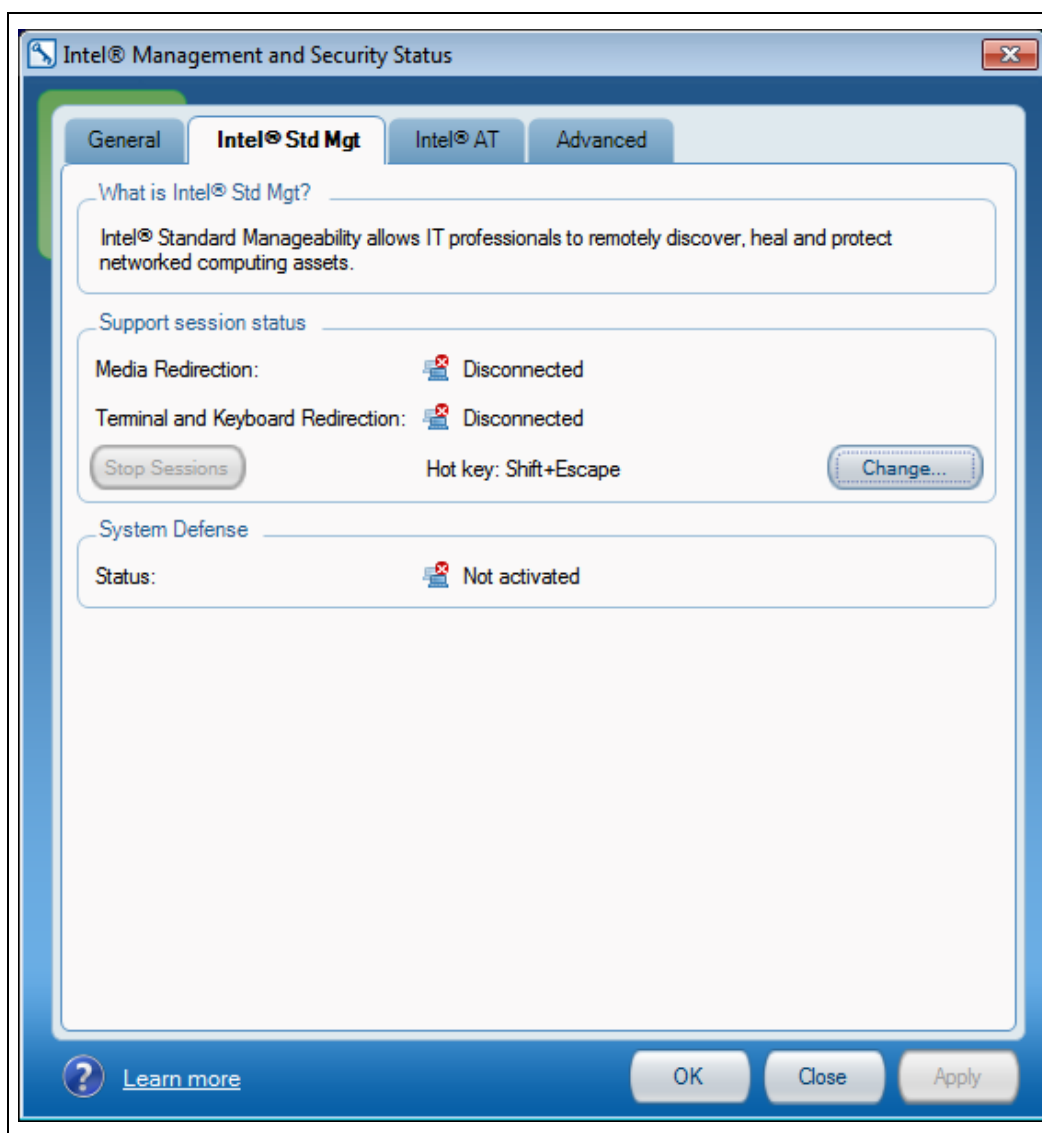 Intel® Management and Security Status
General
Intel® Std Mgt
Intel® AT
Advanced
What is Intel® Std Mgt?
Intel® Standard Manageability allows IT professionals to remotely discover, heal and protect
networked computing assets.
Support session status
Media Redirection: Disconnected
Terminal and Keyboard Redirection: Disconnected
Stop Sessions Hot key: Shift+Escape Change...
System Defense
Status: Not activated
? Learn more OK Close Apply